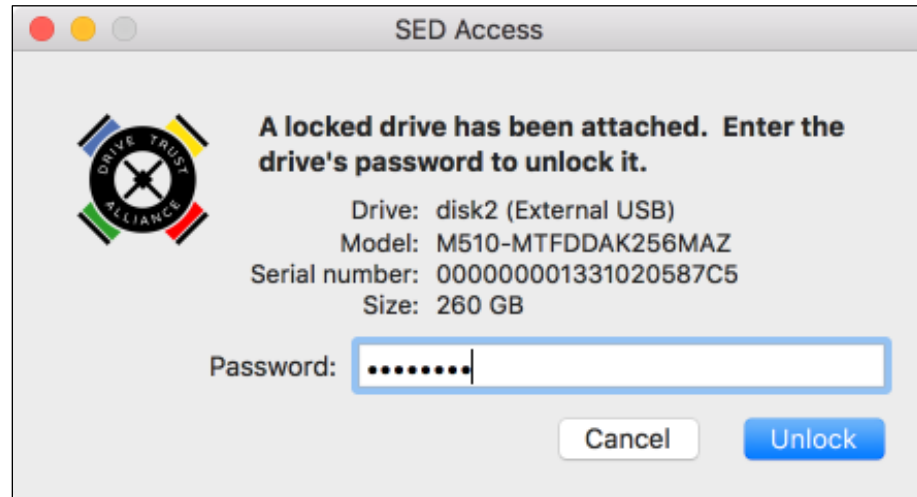 SED Access
DRIVE TRUST
ALLIANCE
A locked drive has been attached. Enter the
drive's password to unlock it.
Drive: disk2 (External USB)
Model: M510-MTFDDAK256MAZ
Serial number: 000000001331020587C5
Size: 260 GB
Password: ••••••••
Cancel Unlock